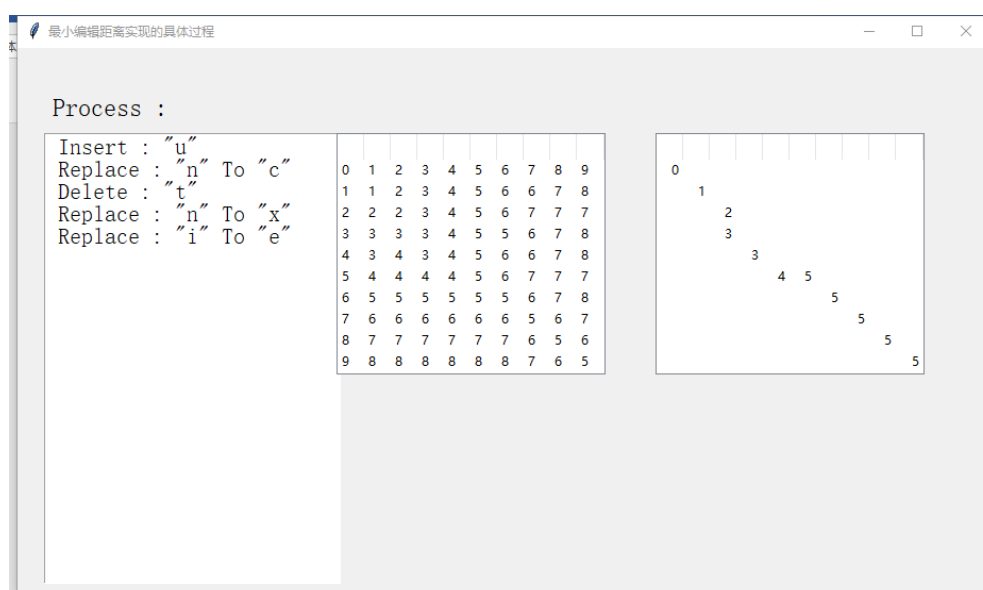 最小编辑距离实现的具体过程
体
Process :
Insert : "u"
Replace : "n" To "c"
Delete : "t"
Replace : "n" To "x"
Replace : "i" To "e"
0 1 2 3 4 5 6 7 8 9
1 1 2 3 4 5 6 6 7 8
2 2 2 3 4 5 6 7 7 7
3 3 3 3 4 5 5 6 7 8
4 3 4 3 4 5 6 6 7 8
5 4 4 4 4 5 6 7 7 7
6 5 5 5 5 5 5 6 7 8
7 6 6 6 6 6 6 5 6 7
8 7 7 7 7 7 7 6 5 6
9 8 8 8 8 8 8 7 6 5
0
1
2
3
3
4 5
5
5
5
5